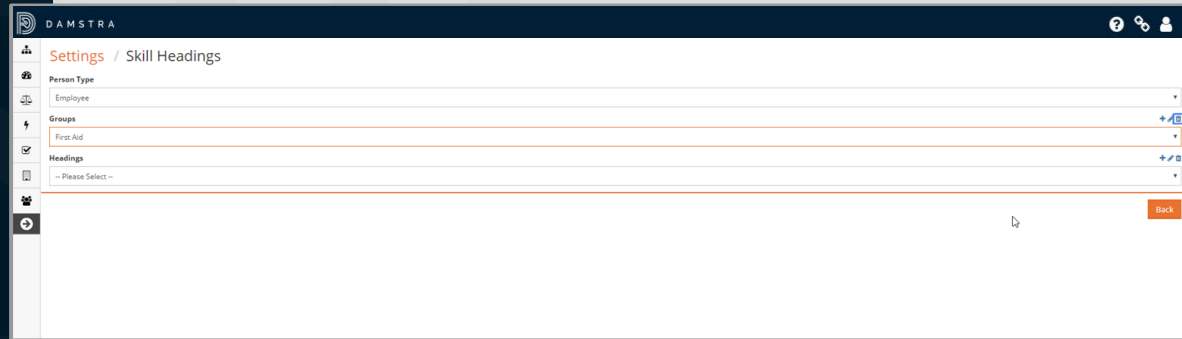 DAMSTRA
Settings / Skill Headings
Person Type
Employee
Groups
First Aid
Headings
-- Please Select --
Back